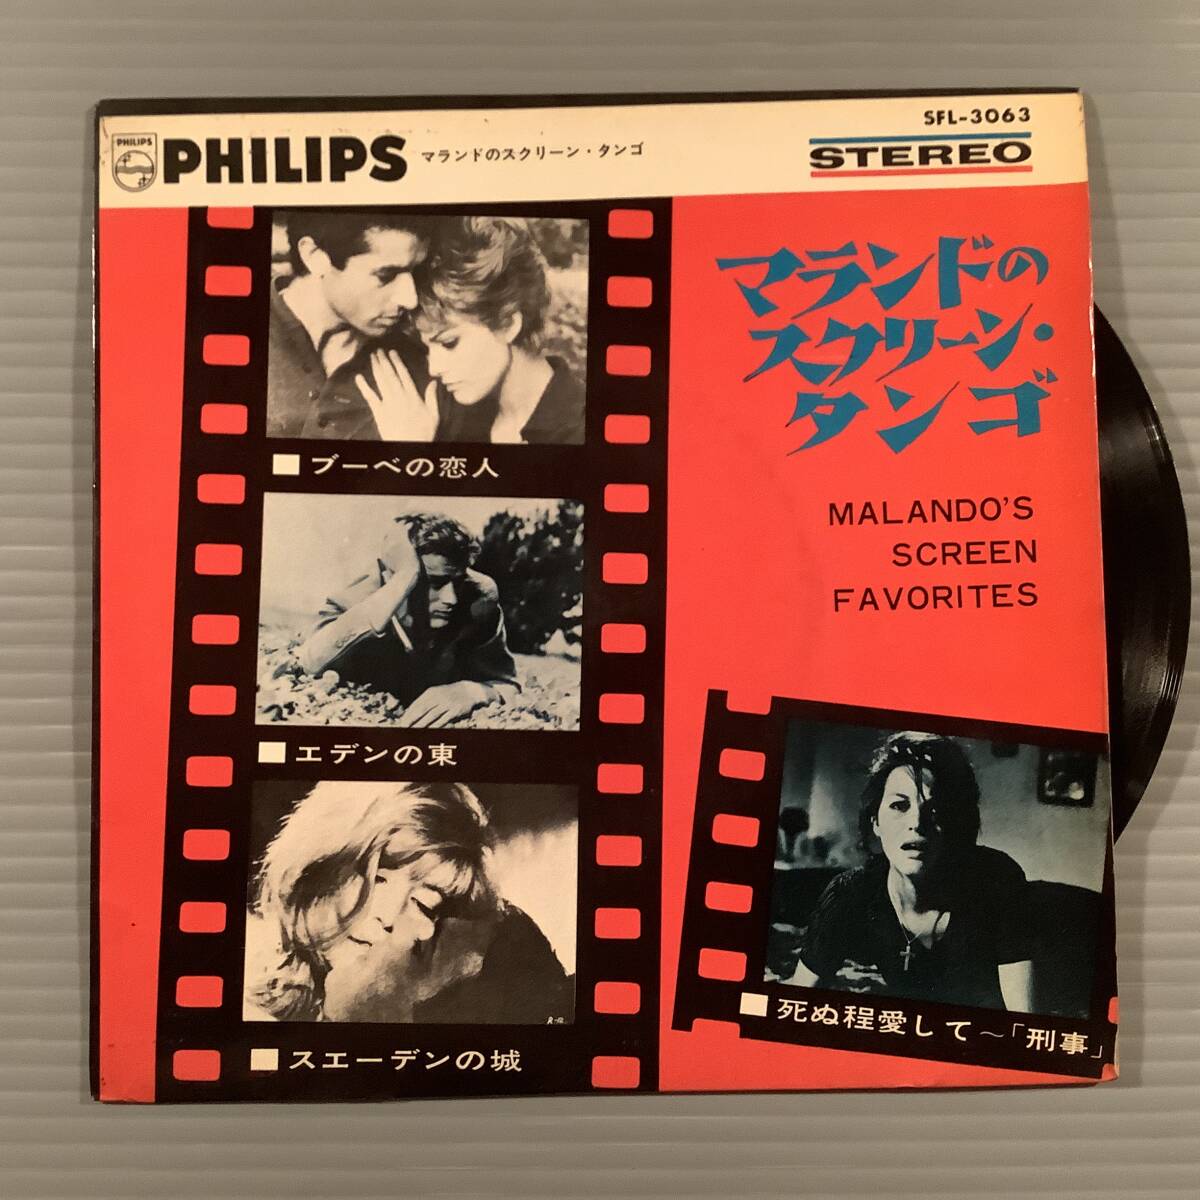 SFL-3063
PHILIPS
PHILIPS マランドのスクリーン・タンゴ
STEREO
マランドの
スクリーン・
タンゴ
MALANDO'S
SCREEN
FAVORITES
■ ブーベの恋人
■ エデンの東
■ スエーデンの城
■ 死ぬ程愛して〜「刑事」